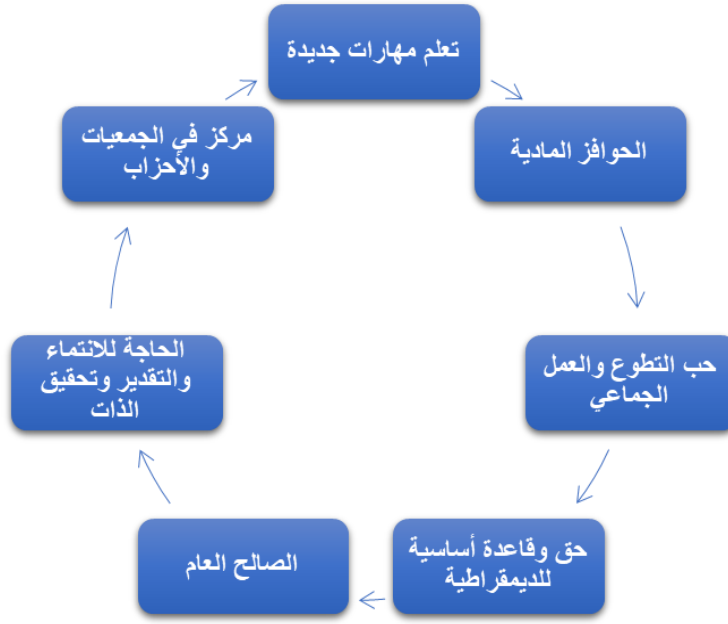 تعلم مهارات جديدة
الحوافز المادية
حب التطوع والعمل
الجماعي
حق وقاعدة أساسية
للديمقراطية
الصالح العام
الحاجة للانتماء
والتقدير وتحقيق
الذات
مركز في الجمعيات
والأحزاب